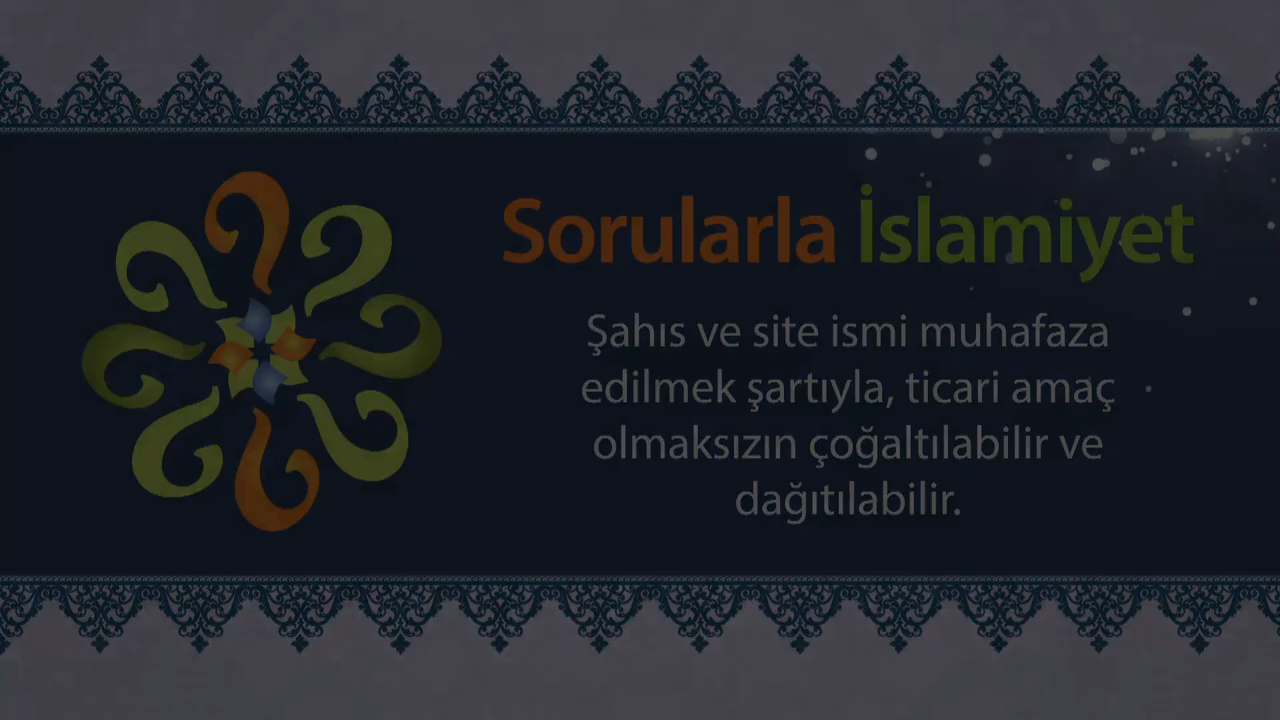 Sorularla İslamiyet
Şahıs ve site ismi muhafaza
edilmek şartıyla, ticari amaç
olmaksızın çoğaltılabilir ve
dağıtılabilir.